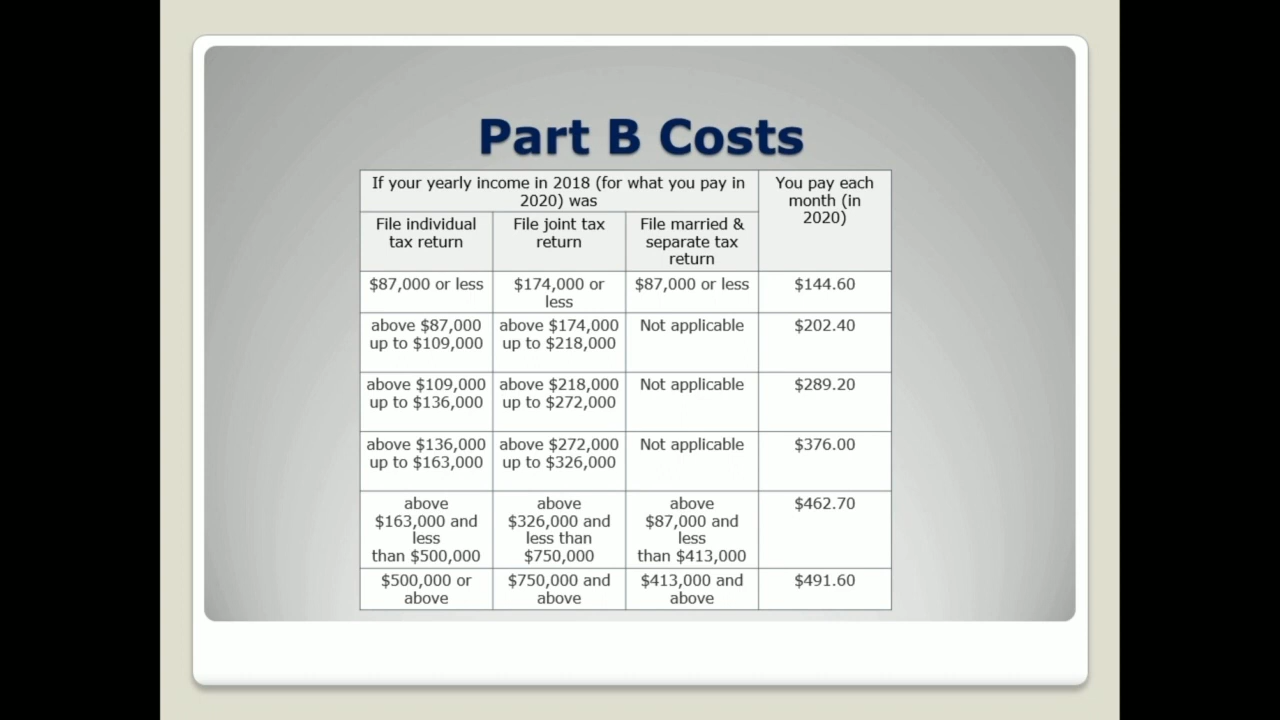 Part B Costs
If your yearly income in 2018 (for what you pay in
2020) was
You pay each
month (in
2020)
File individual
tax return
File joint tax
return
File married &
separate tax
return
$87,000 or less
$174,000 or
less
$87,000 or less
$144.60
above $87,000
up to $109,000
above $174,000
up to $218,000
Not applicable
$202.40
above $109,000
up to $136,000
above $218,000
up to $272,000
Not applicable
$289.20
above $136,000
up to $163,000
above $272,000
up to $326,000
Not applicable
$376.00
above
$163,000 and
less
than $500,000
above
$326,000 and
less than
$750,000
above
$87,000 and
less
than $413,000
$462.70
$500,000 or
above
$750,000 and
above
$413,000 and
above
$491.60